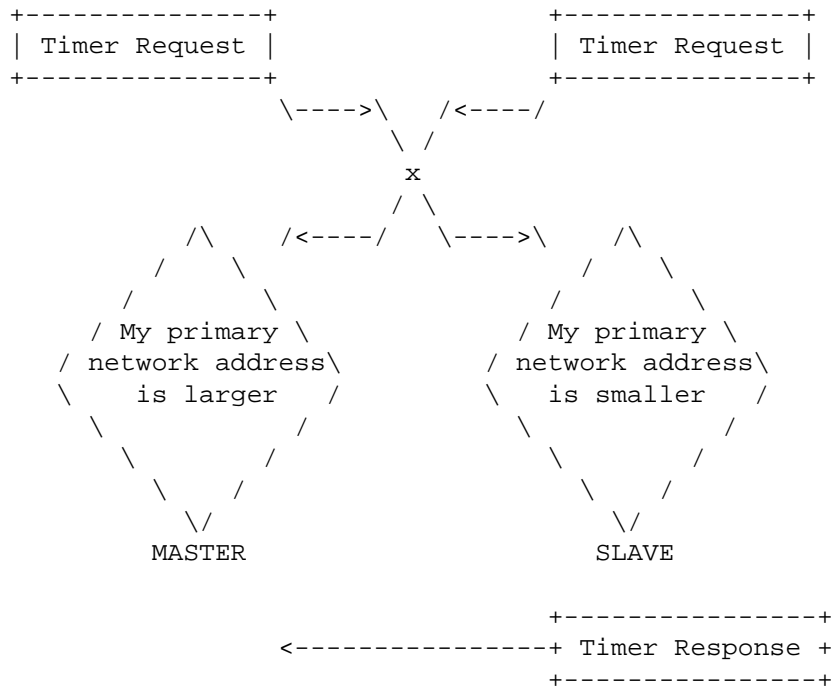 Timer Request Timer Request
x
My primary My primary
network address network address
is larger is smaller
MASTER SLAVE
Timer Response